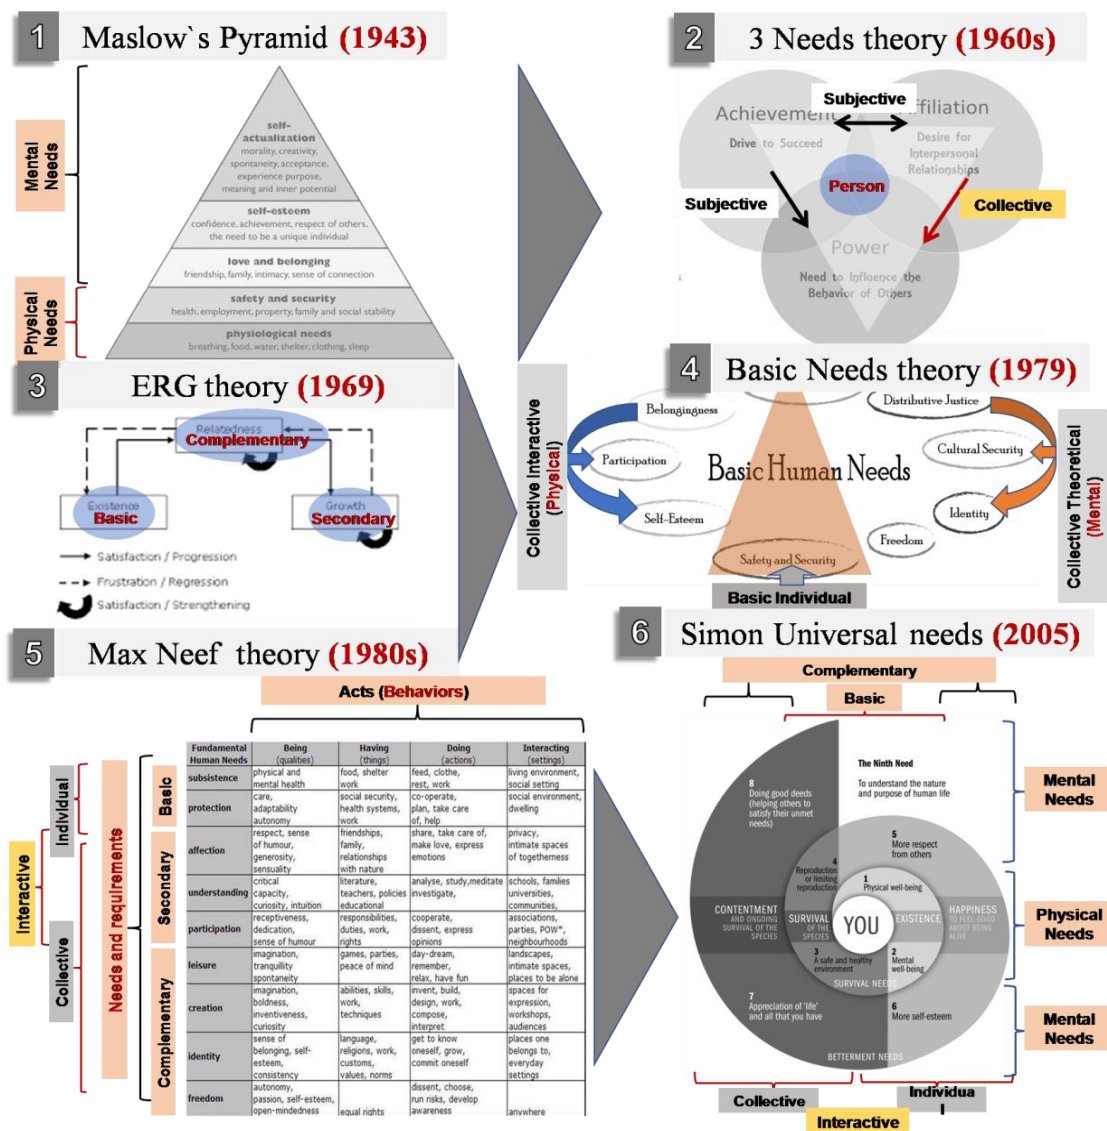 1 Maslow`s Pyramid (1943)
Mental Needs
Physical Needs
self-
actualization
morality, creativity,
spontaneity, acceptance,
experience purpose,
meaning and inner potential
self-esteem
confidence, achievement, respect of others,
the need to be a unique individual
love and belonging
friendship, family, intimacy, sense of connection
safety and security
health, employment, property, family and social stability
physiological needs
breathing, food, water, shelter, clothing, sleep
2 3 Needs theory (1960s)
Achievement
Subjective
ffiliation
Drive to Succeed
Desire for
Interpersonal
Relationships
Person
Subjective
Collective
Power
Need to Influence the
Behavior of Others
3 ERG theory (1969)
Relatedness
Complementary
Existence
Basic
Growth
Secondary
Satisfaction / Progression
Frustration / Regression
Satisfaction / Strengthening
4 Basic Needs theory (1979)
Collective Interactive
(Physical)
Belongingness
Participation
Self-Esteem
Basic Human Needs
Distributive Justice
Cultural Security
Identity
Freedom
Safety and Security
Basic Individual
Collective Theoretical
(Mental)
5 Max Neef theory (1980s)
Acts (Behaviors)
Interactive
Individual
Collective
Needs and requirements
Basic
Secondary
Complementary
Fundamental Human Needs
Being (qualities)
Having (things)
Doing (actions)
Interacting (settings)
subsistence
physical and
mental health
food, shelter
work
feed, clothe,
rest, work
living environment,
social setting
protection
care,
adaptability
autonomy
social security,
health systems,
work
co-operate,
plan, take care
of, help
social environment,
dwelling
affection
respect, sense
of humour,
generosity,
sensuality
friendships,
family,
relationships
with nature
share, take care of,
make love, express
emotions
privacy,
intimate spaces
of togetherness
understanding
critical
capacity,
curiosity, intuition
literature,
teachers, policies
educational
analyse, study,meditate
investigate,
schools, families
universities,
communities,
participation
receptiveness,
dedication,
sense of humour
responsibilities,
duties, work,
rights
cooperate,
dissent, express
opinions
associations,
parties, POW*,
neighbourhoods
leisure
imagination,
tranquillity
spontaneity
games, parties,
peace of mind
day-dream,
remember,
relax, have fun
landscapes,
intimate spaces,
places to be alone
creation
imagination,
boldness,
inventiveness,
curiosity
abilities, skills,
work,
techniques
invent, build,
design, work,
compose,
interpret
spaces for
expression,
workshops,
audiences
identity
sense of
belonging, self-
esteem,
consistency
language,
religions, work,
customs,
values, norms
get to know
oneself, grow,
commit oneself
places one
belongs to,
everyday
settings
freedom
autonomy,
passion, self-esteem,
open-mindedness
equal rights
dissent, choose,
run risks, develop
awareness
anywhere
6 Simon Universal needs (2005)
Complementary
Basic
The Ninth Need
To understand the nature
and purpose of human life
8
Doing good deeds
(helping others to
satisfy their unmet
needs)
5
More respect
from others
4
Reproduction
or limiting
reproduction
1
Physical well-being
CONTENTMENT
AND ONGOING
SURVIVAL OF THE
SPECIES
SURVIVAL
OF THE
SPECIES
YOU
EXISTENCE
HAPPINESS
TO FEEL GOOD
ABOUT BEING
ALIVE
3
A safe and healthy
environment
2
Mental
well-being
SURVIVAL NEEDS
7
Appreciation of 'life'
and all that you have
6
More self-esteem
BETTERMENT NEEDS
Mental
Needs
Physical
Needs
Mental
Needs
Collective
Individua
l
Interactive